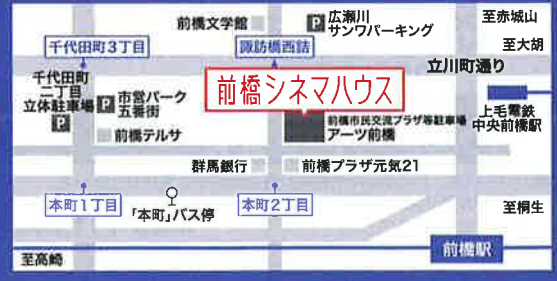 前橋文学館
P
広瀬川
サンワパーキング
至赤城山
至大胡
千代田町3丁目
諏訪橋西詰
立川町通り
千代田町
二丁目
立体駐車場
P
P
市営パーク
五番街
前橋シネマハウス
前橋市民交流プラザ等駐車場
アーツ前橋
上毛電鉄
中央前橋駅
前橋テルサ
群馬銀行
前橋プラザ元気21
本町1丁目
「本町」バス停
本町2丁目
至桐生
至高崎
前橋駅